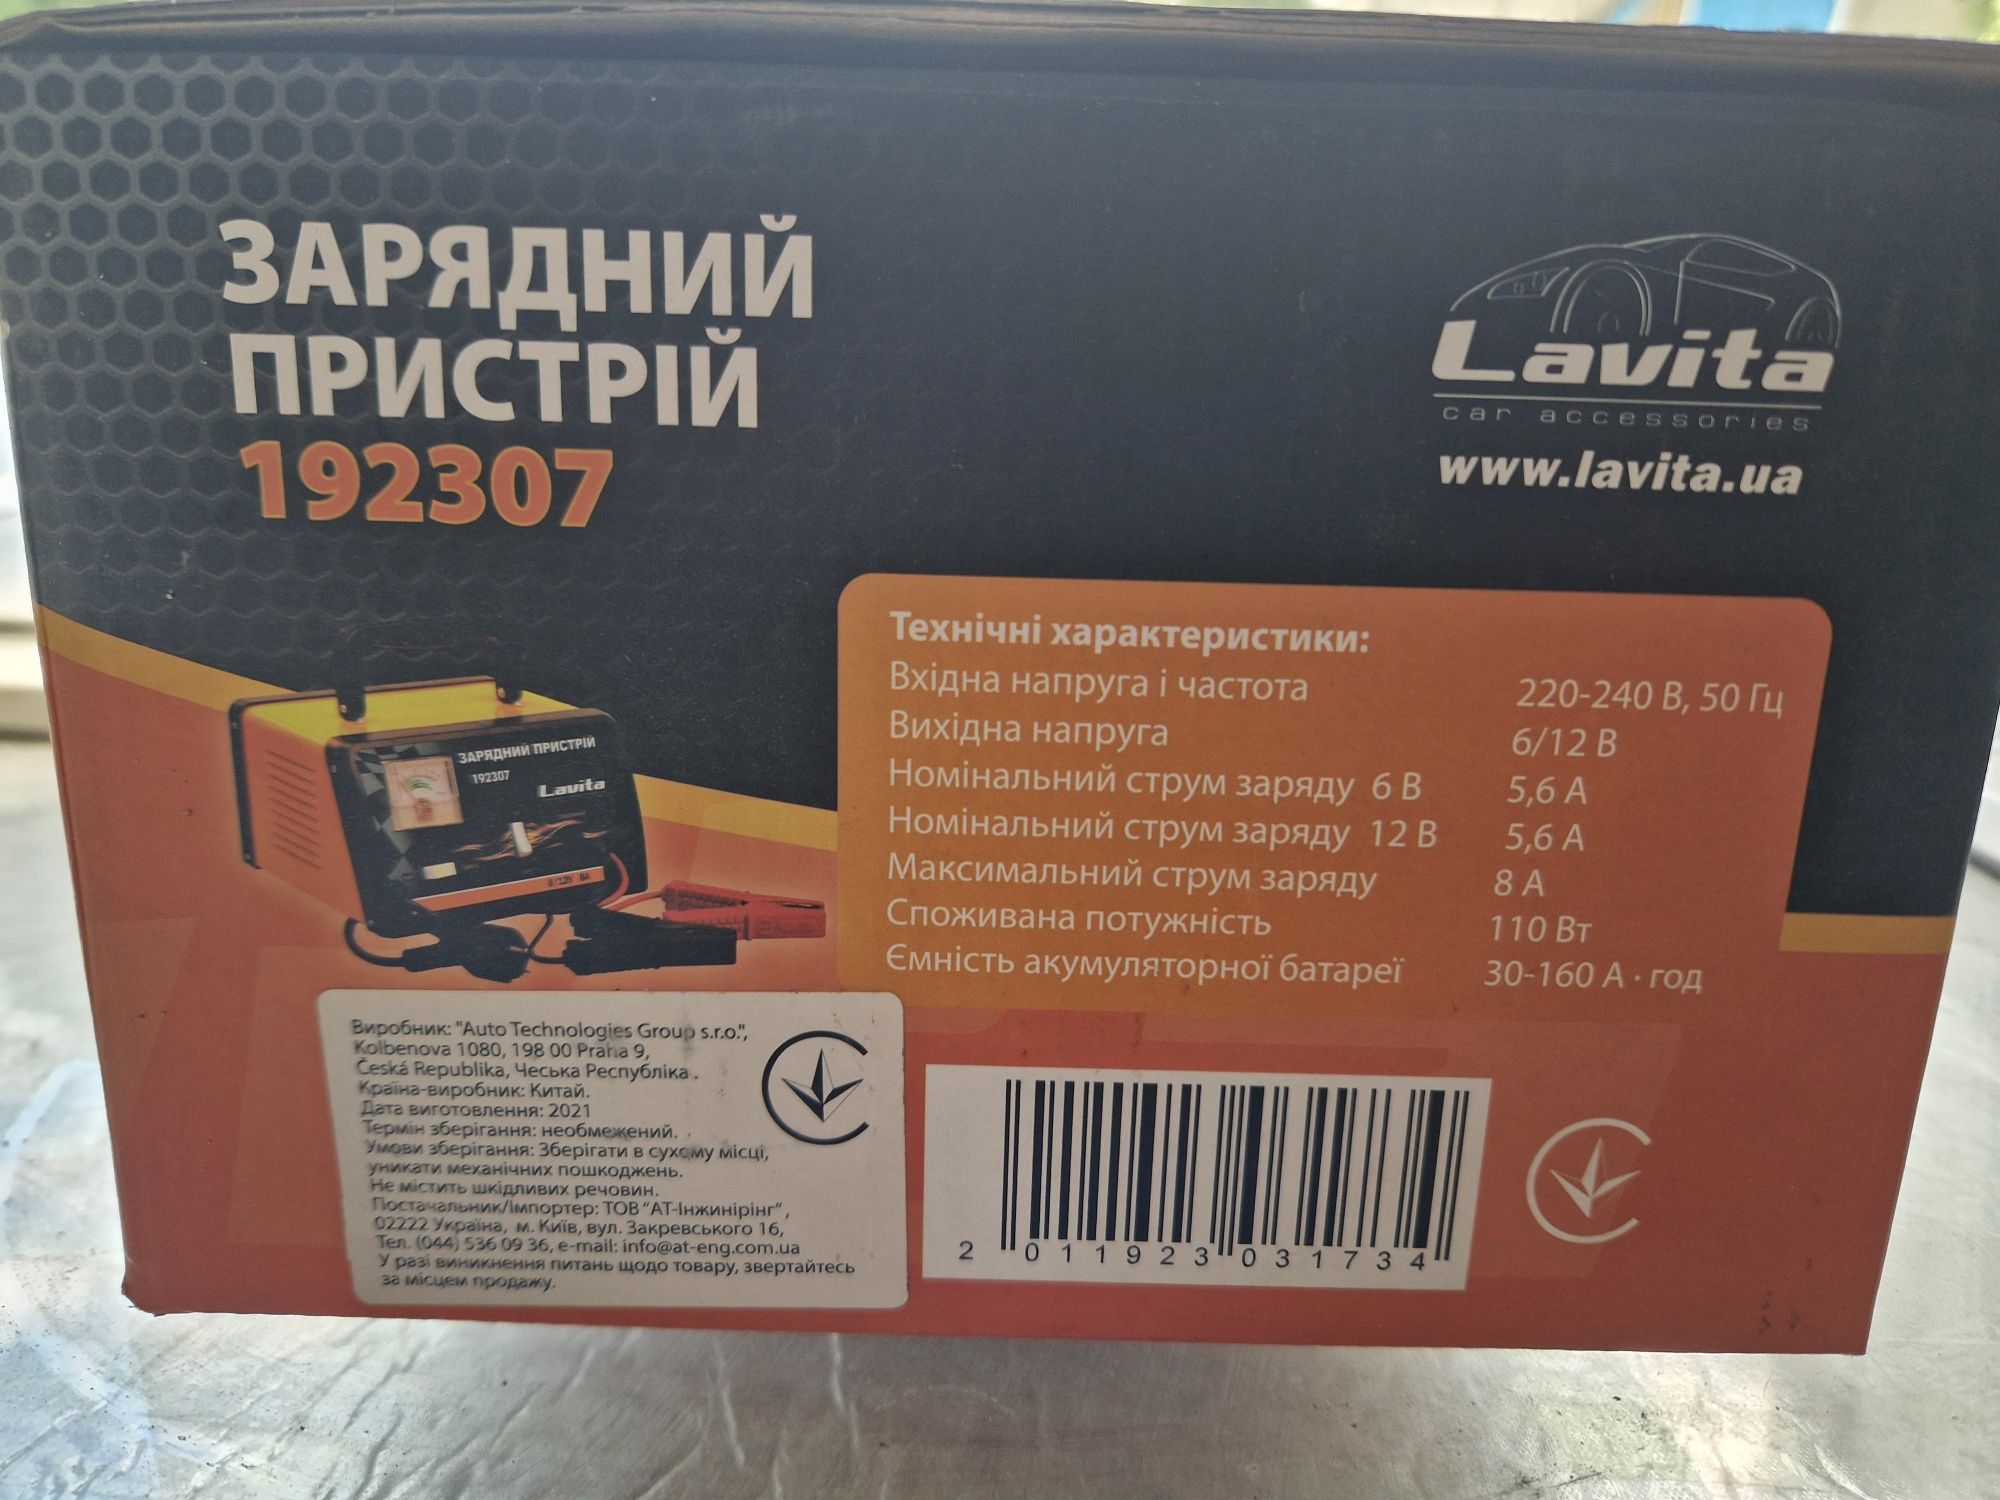 ЗАРЯДНИЙ
ПРИСТРІЙ
192307
Lavita
car accessories
www.lavita.ua
Технічні характеристики:
Вхідна напруга і частота 220-240 В, 50 Гц
Вихідна напруга 6/12 В
Номінальний струм заряду 6 В 5,6 А
Номінальний струм заряду 12 В 5,6 А
Максимальний струм заряду 8 А
Споживана потужність 110 Вт
Ємність акумуляторної батареї 30-160 А · год
ЗАРЯДНИЙ ПРИСТРІЙ
192307
Lavita
6/12V 8A
Виробник: "Auto Technologies Group s.r.o.",
Kolbenova 1080, 198 00 Praha 9,
Česká Republika, Чеська Республіка .
Країна-виробник: Китай.
Дата виготовлення: 2021
Термін зберігання: необмежений.
Умови зберігання: Зберігати в сухому місці,
уникати механічних пошкоджень.
Не містить шкідливих речовин.
Постачальник/Імпортер: ТОВ "АТ-Інжинірінг",
02222 Україна, м. Київ, вул. Закревського 16,
Тел. (044) 536 09 36, e-mail: info@at-eng.com.ua
У разі виникнення питань щодо товару, звертайтесь
за місцем продажу.
2 011923 031734